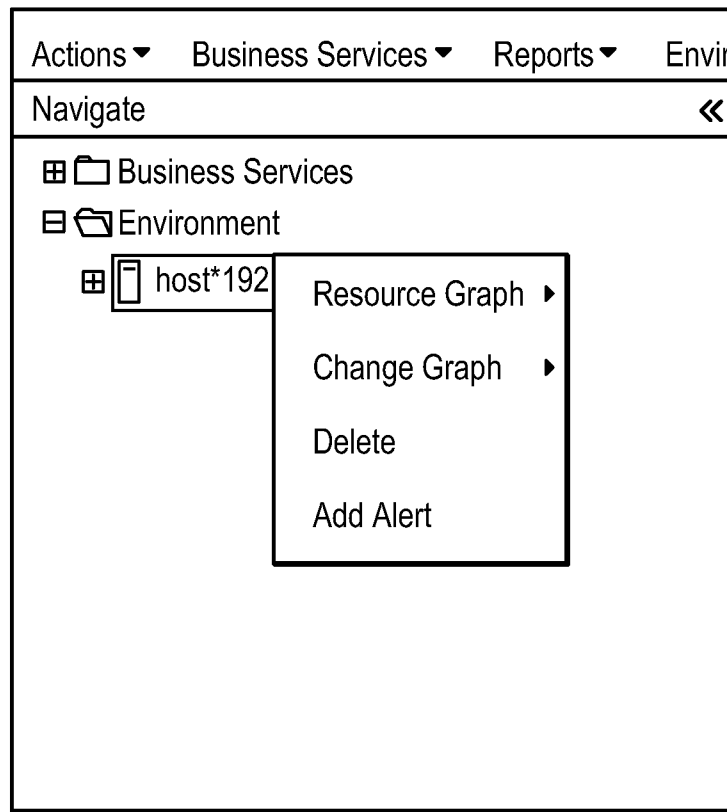 Actions Business Services Reports Envir
Navigate
Business Services
Environment
host*192
Resource Graph
Change Graph
Delete
Add Alert